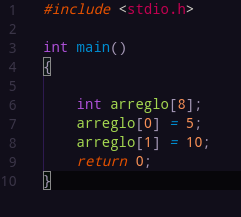 1 #include <stdio.h>
2
3 int main()
4 {
5
6 int arreglo[8];
7 arreglo[0] = 5;
8 arreglo[1] = 10;
9 return 0;
10 }